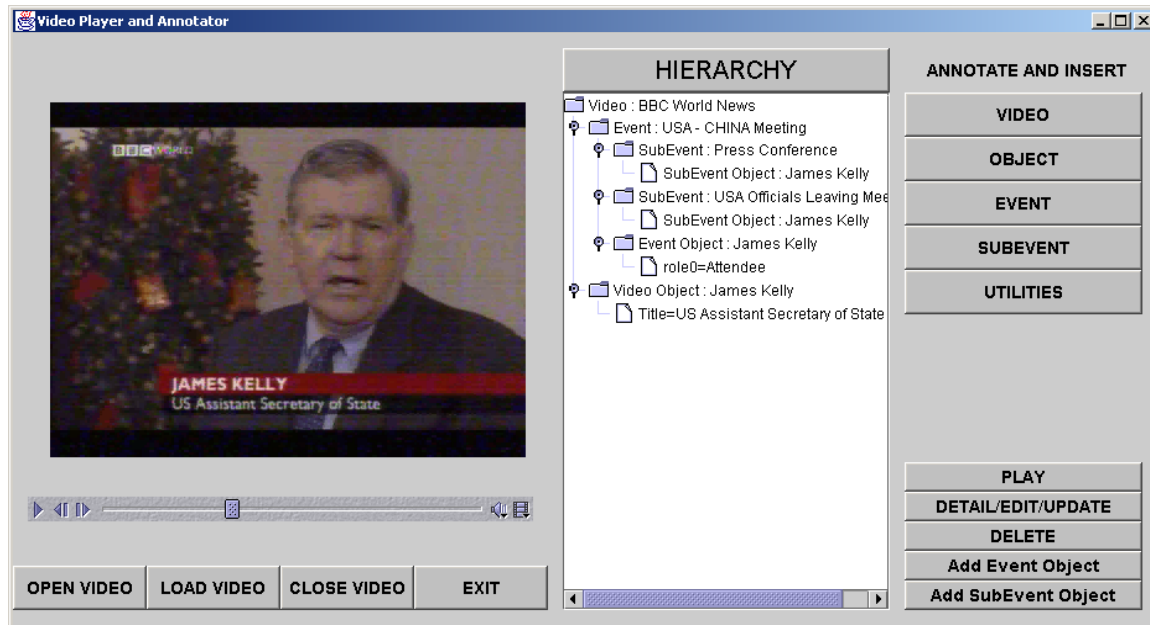 Video Player and Annotator
BBC WORLD
JAMES KELLY
US Assistant Secretary of State
OPEN VIDEO
LOAD VIDEO
CLOSE VIDEO
EXIT
HIERARCHY
Video : BBC World News
Event : USA - CHINA Meeting
SubEvent : Press Conference
SubEvent Object : James Kelly
SubEvent : USA Officials Leaving Mee
SubEvent Object : James Kelly
Event Object : James Kelly
role0=Attendee
Video Object : James Kelly
Title=US Assistant Secretary of State
ANNOTATE AND INSERT
VIDEO
OBJECT
EVENT
SUBEVENT
UTILITIES
PLAY
DETAIL/EDIT/UPDATE
DELETE
Add Event Object
Add SubEvent Object